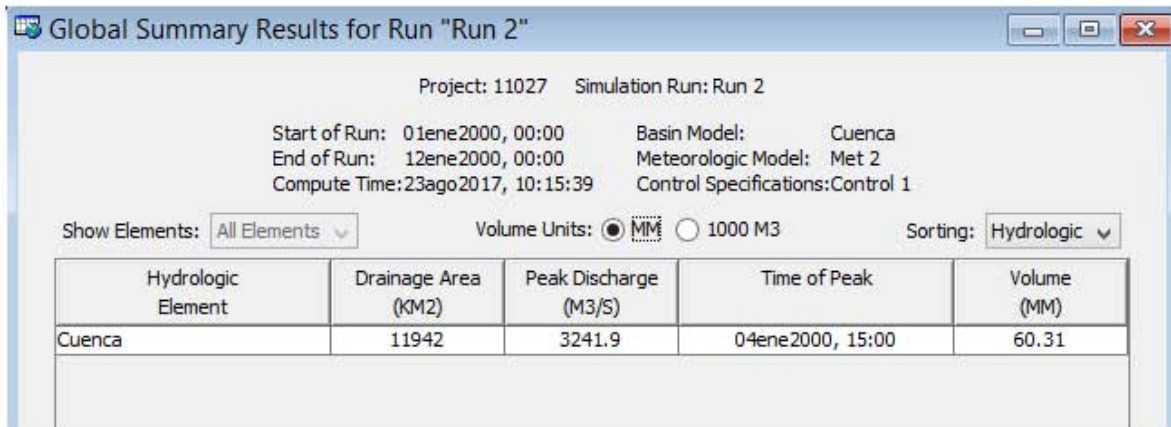 Global Summary Results for Run "Run 2"
Project: 11027 Simulation Run: Run 2
Start of Run: 01ene2000, 00:00 Basin Model: Cuenca
End of Run: 12ene2000, 00:00 Meteorologic Model: Met 2
Compute Time:23ago2017, 10:15:39 Control Specifications:Control 1
Show Elements: All Elements Volume Units: MM 1000 M3 Sorting: Hydrologic
Hydrologic Drainage Area Peak Discharge Time of Peak Volume
Element (KM2) (M3/S) (MM)
Cuenca 11942 3241.9 04ene2000, 15:00 60.31